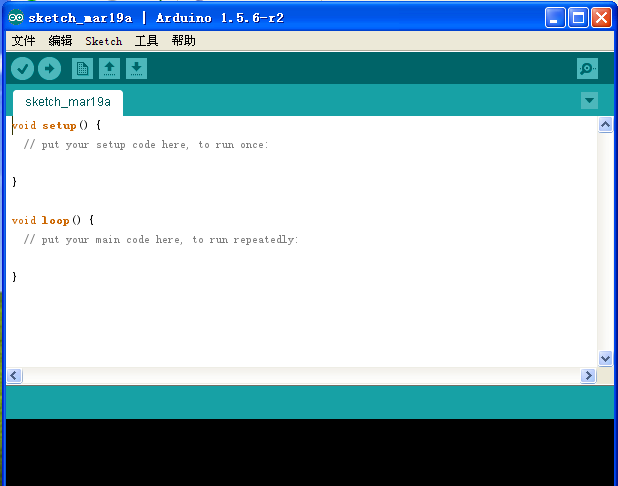 sketch_mar19a | Arduino 1.5.6-r2
文件 编辑 Sketch 工具 帮助
sketch_mar19a
void setup() {
  // put your setup code here, to run once:
}
void loop() {
  // put your main code here, to run repeatedly:
}